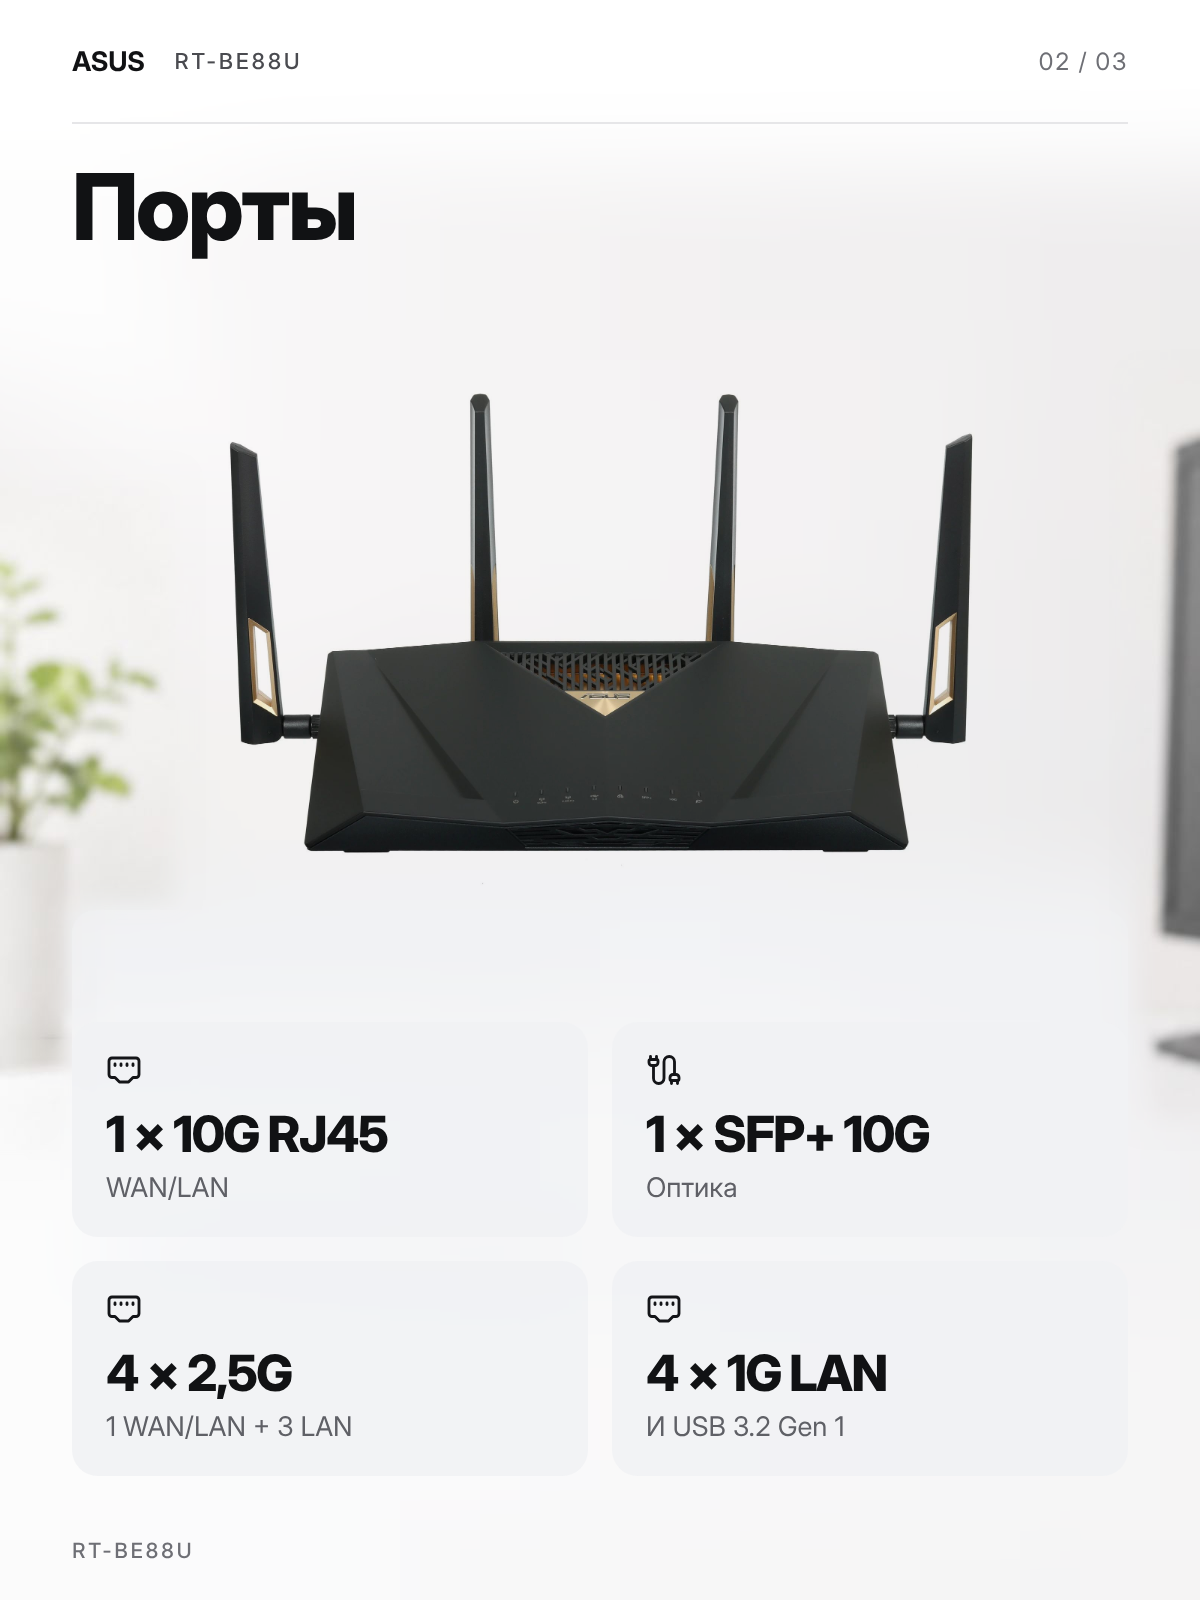 ASUS RT-BE88U 02 / 03
Порты
ASUS
1 × 10G RJ45
WAN/LAN
1 × SFP+ 10G
Оптика
4 × 2,5G
1 WAN/LAN + 3 LAN
4 × 1G LAN
И USB 3.2 Gen 1
RT-BE88U